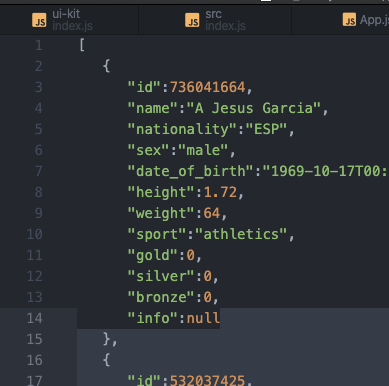 ui-kit
JS index.js
src
JS index.js
JS App.js
1 [
2 {
3 "id":736041664,
4 "name":"A Jesus Garcia",
5 "nationality":"ESP",
6 "sex":"male",
7 "date_of_birth":"1969-10-17T00:
8 "height":1.72,
9 "weight":64,
10 "sport":"athletics",
11 "gold":0,
12 "silver":0,
13 "bronze":0,
14 "info":null
15 },
16 {
17 "id":532037425,